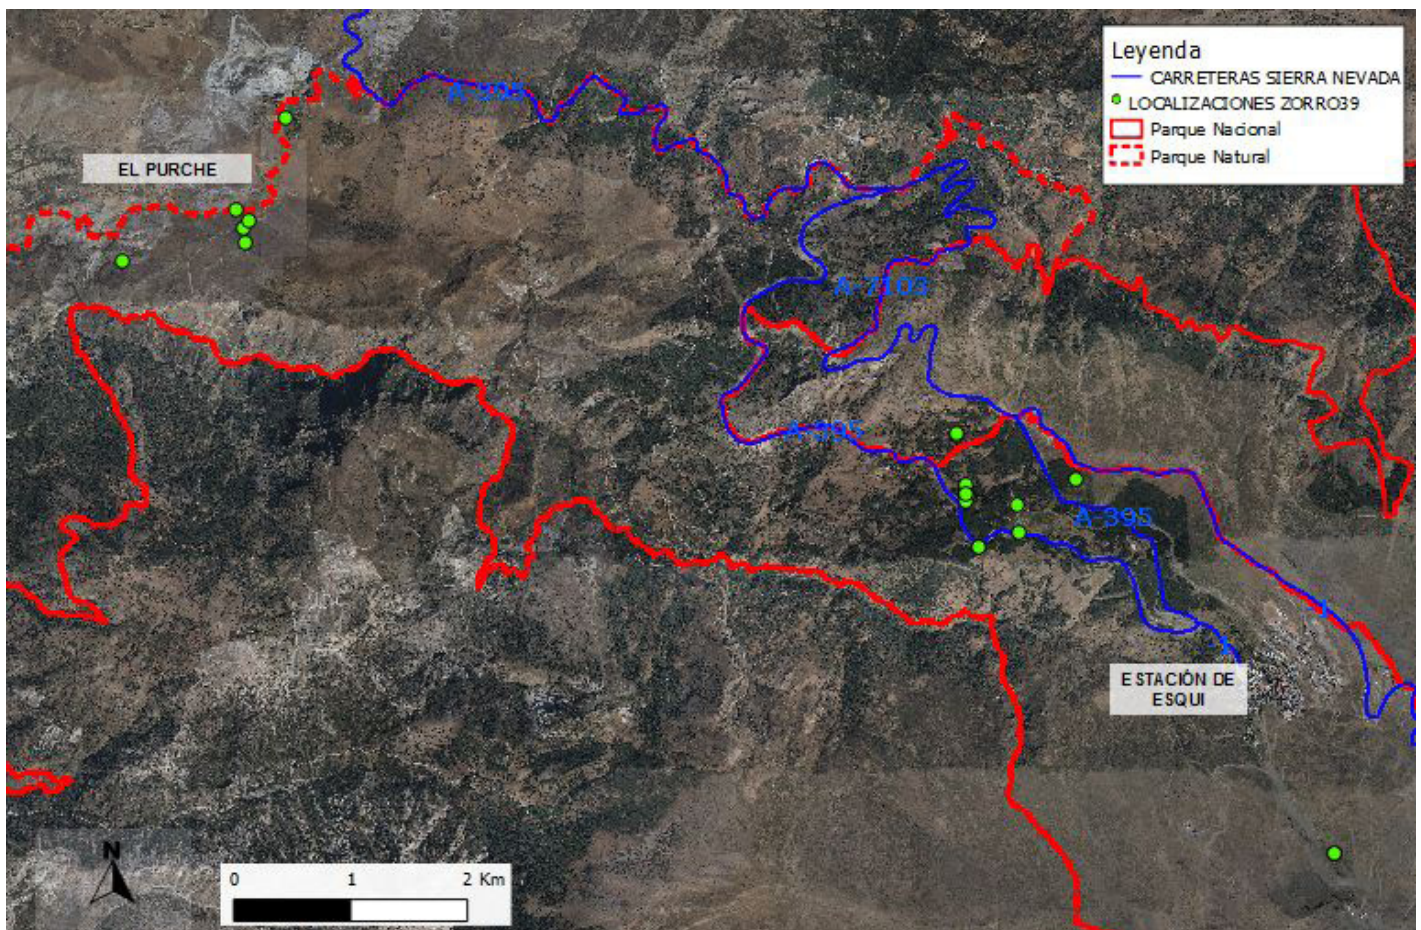 Leyenda
CARRETERAS SIERRA NEVADA
LOCALIZACIONES ZORRO39
Parque Nacional
Parque Natural
A-395
EL PURCHE
A-7103
A-395
A-395
ESTACIÓN DE
ESQUI
N
0 1 2 Km